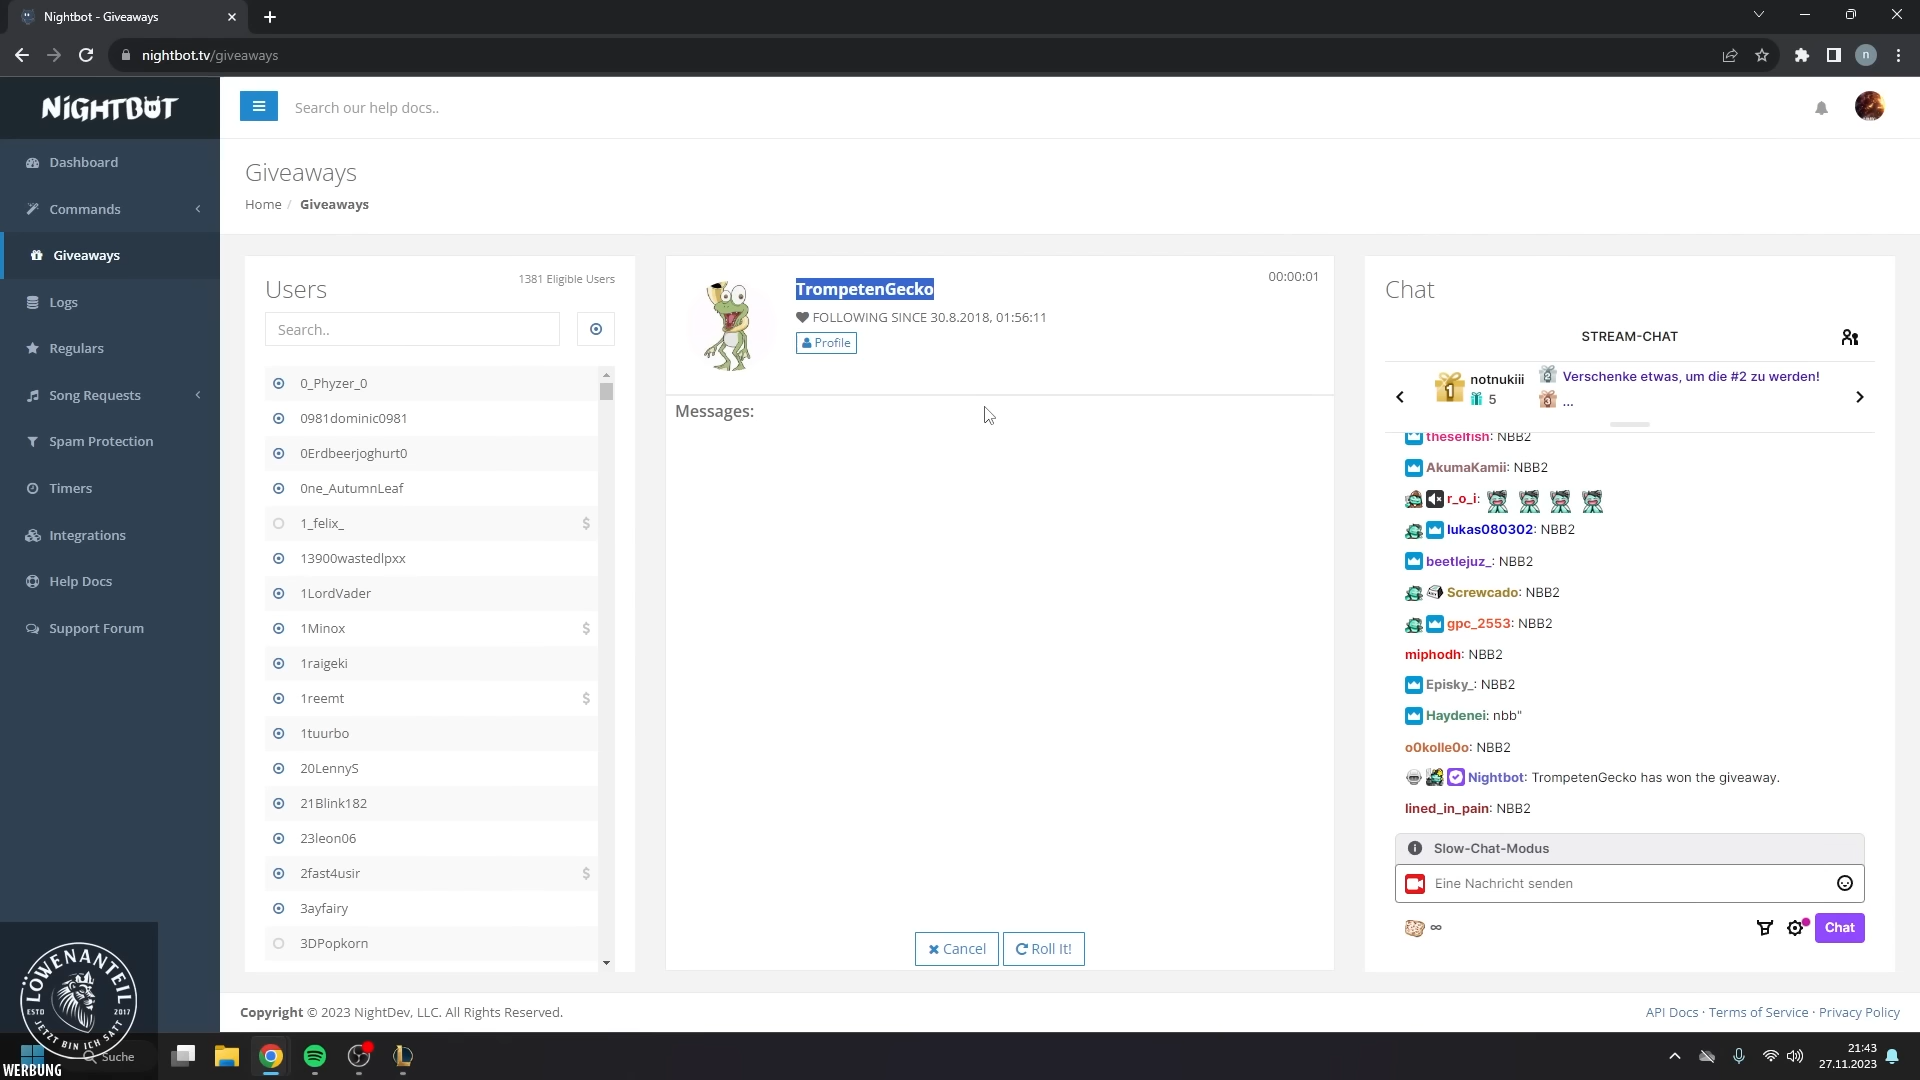 Nightbot - Giveaways
nightbot.tv/giveaways
n
NIGHTBOT
Search our help docs..
Dashboard
Commands
Giveaways
Logs
Regulars
Song Requests
Spam Protection
Timers
Integrations
Help Docs
Support Forum
Giveaways
Home / Giveaways
Users
1381 Eligible Users
Search..
0_Phyzer_0
0981dominic0981
0Erdbeerjoghurt0
0ne_AutumnLeaf
1_felix_ $
13900wastedlpxx
1LordVader
1Minox $
1raigeki
1reemt $
1tuurbo
20LennyS
21Blink182
23leon06
2fast4usir $
3ayfairy
3DPopkorn
TrompetenGecko
00:00:01
FOLLOWING SINCE 30.8.2018, 01:56:11
Profile
Messages:
Cancel
Roll It!
Chat
STREAM-CHAT
1
notnukiii
5
2 Verschenke etwas, um die #2 zu werden!
3 ...
theselfish: NBB2
AkumaKamii: NBB2
r_o_i:
lukas080302: NBB2
beetlejuz_: NBB2
Screwcado: NBB2
gpc_2553: NBB2
miphodh: NBB2
Episky_: NBB2
Haydenei: nbb"
o0kolle0o: NBB2
Nightbot: TrompetenGecko has won the giveaway.
lined_in_pain: NBB2
Slow-Chat-Modus
Eine Nachricht senden
∞
Chat
Copyright © 2023 NightDev, LLC. All Rights Reserved.
API Docs · Terms of Service · Privacy Policy
LÖWENANTEIL
ESTD 2017
JETZT BIN ICH SATT
WERBUNG
Suche
21:43
27.11.2023